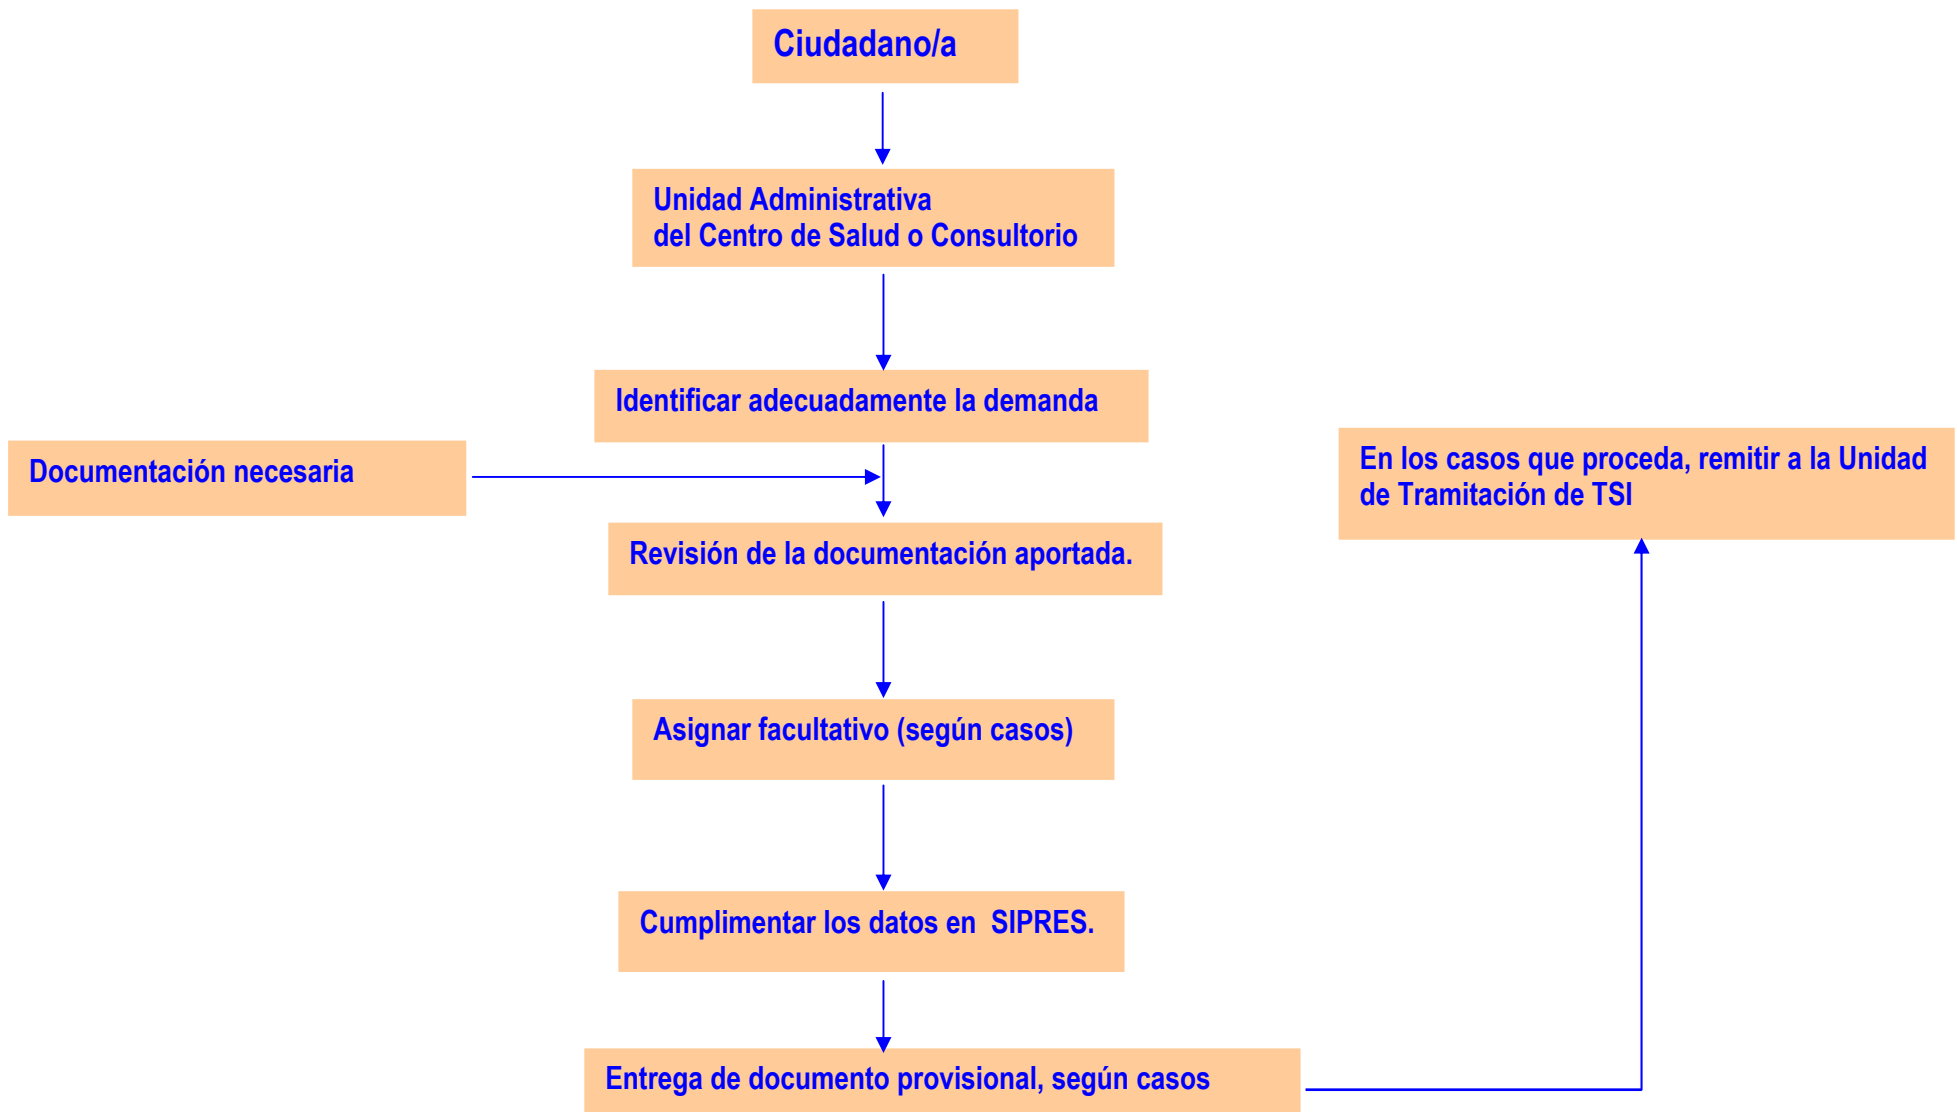 Ciudadano/a
Unidad Administrativa
del Centro de Salud o Consultorio
Identificar adecuadamente la demanda
Documentación necesaria
En los casos que proceda, remitir a la Unidad
de Tramitación de TSI
Revisión de la documentación aportada.
Asignar facultativo (según casos)
Cumplimentar los datos en  SIPRES.
Entrega de documento provisional, según casos